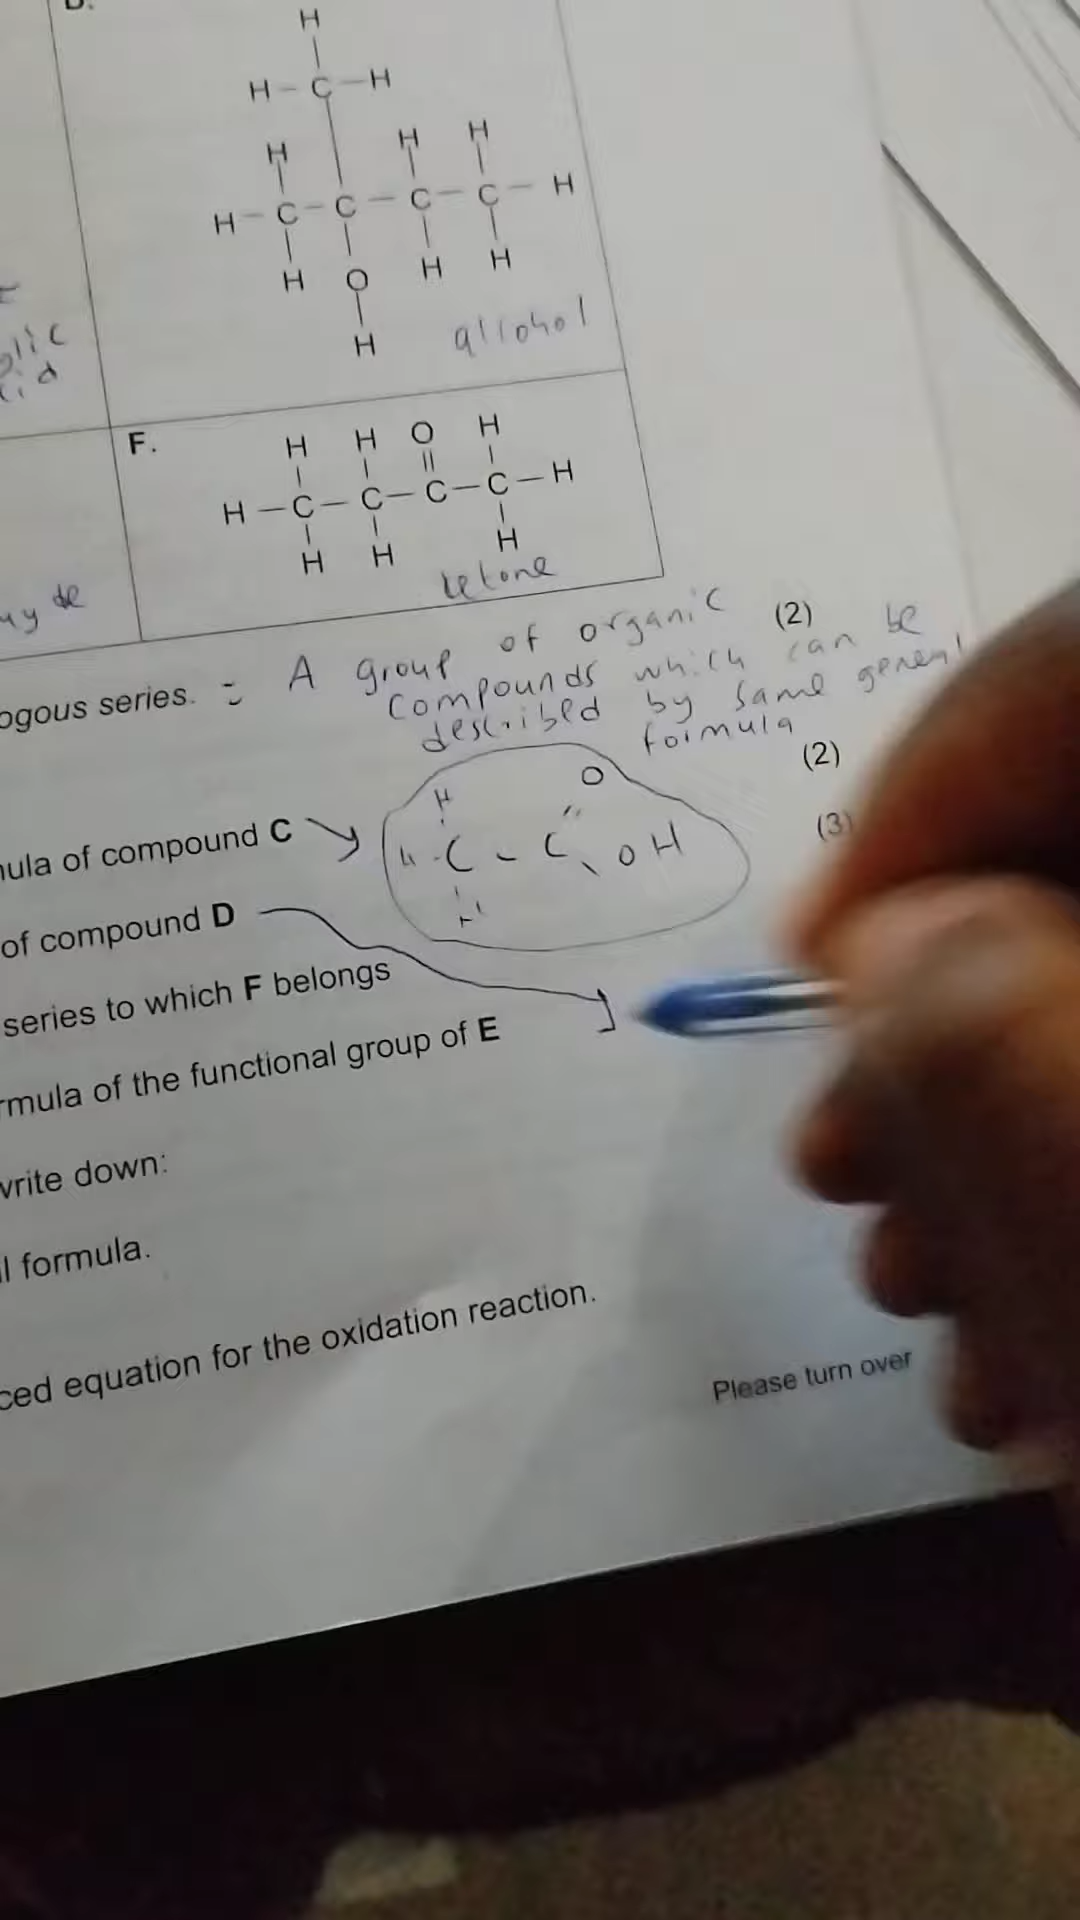 H
H - C - H
H H H
H - C - C - C - C - H
H O H H
H
alcohol
F.
H H O H
H - C - C - C - C - H
H H H
ketone
A group of organic (2)
ogous series. = compounds which can be
described by same general
formula
(2)
O
H
mula of compound C
H - C - C
OH
(3)
H
of compound D
series to which F belongs
rmula of the functional group of E
write down:
l formula.
ced equation for the oxidation reaction.
Please turn over